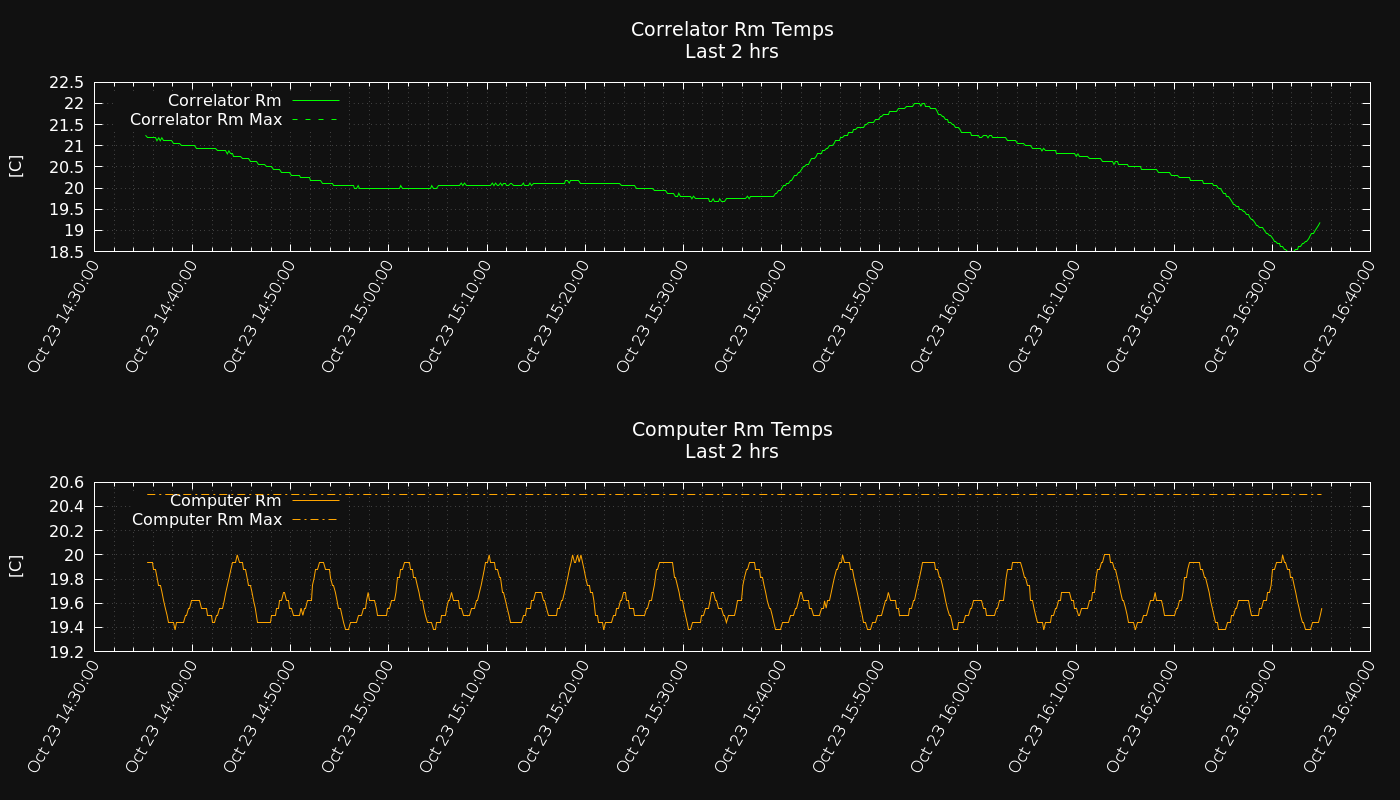 Correlator Rm Temps
Last 2 hrs
22.5
22
21.5
21
20.5
20
19.5
19
18.5
[C]
Correlator Rm
Correlator Rm Max
Oct 23 14:30:00
Oct 23 14:40:00
Oct 23 14:50:00
Oct 23 15:00:00
Oct 23 15:10:00
Oct 23 15:20:00
Oct 23 15:30:00
Oct 23 15:40:00
Oct 23 15:50:00
Oct 23 16:00:00
Oct 23 16:10:00
Oct 23 16:20:00
Oct 23 16:30:00
Oct 23 16:40:00
Computer Rm Temps
Last 2 hrs
20.6
20.4
20.2
20
19.8
19.6
19.4
19.2
[C]
Computer Rm
Computer Rm Max
Oct 23 14:30:00
Oct 23 14:40:00
Oct 23 14:50:00
Oct 23 15:00:00
Oct 23 15:10:00
Oct 23 15:20:00
Oct 23 15:30:00
Oct 23 15:40:00
Oct 23 15:50:00
Oct 23 16:00:00
Oct 23 16:10:00
Oct 23 16:20:00
Oct 23 16:30:00
Oct 23 16:40:00